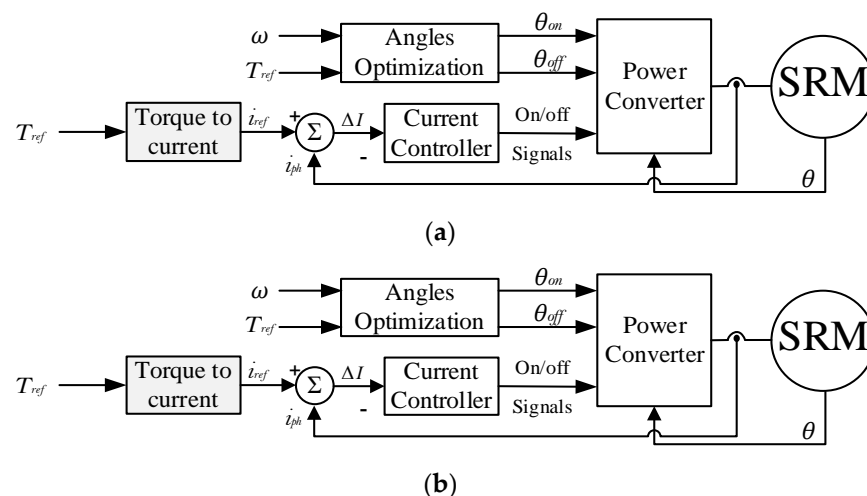 ω
Tref
Angles
Optimization
θon
θoff
Power
Converter
SRM
Tref
Torque to
current
iref
+
Σ
ΔI
-
iph
Current
Controller
On/off
Signals
θ
(a)
ω
Tref
Angles
Optimization
θon
θoff
Power
Converter
SRM
Tref
Torque to
current
iref
+
Σ
ΔI
-
iph
Current
Controller
On/off
Signals
θ
(b)